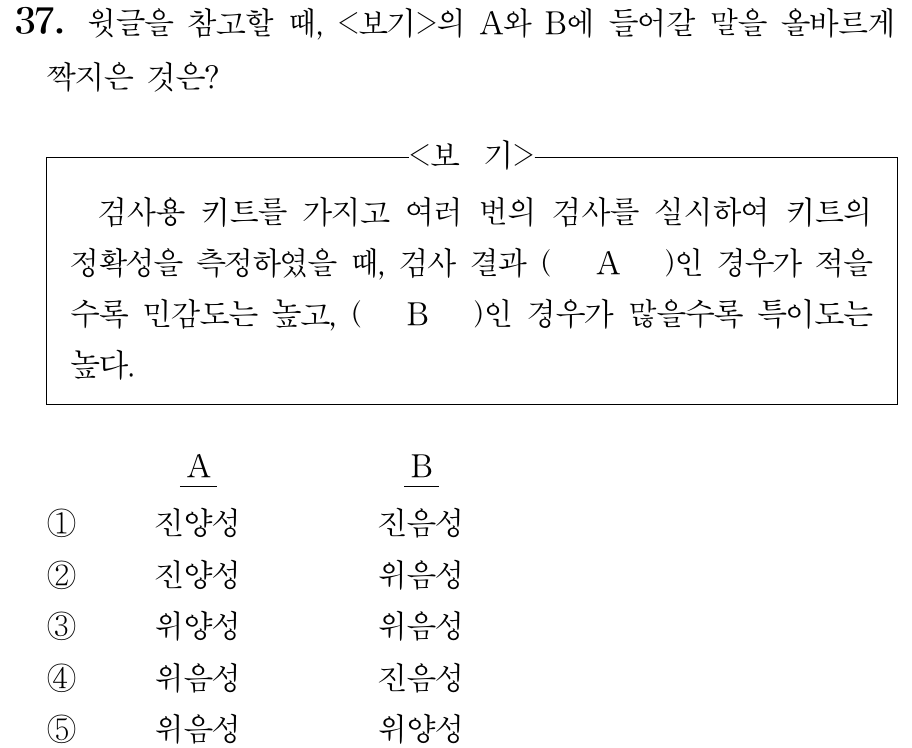 37. 윗글을 참고할 때, <보기>의 A와 B에 들어갈 말을 올바르게
짝지은 것은?
<보 기>
검사용 키트를 가지고 여러 번의 검사를 실시하여 키트의
정확성을 측정하였을 때, 검사 결과 ( A )인 경우가 적을
수록 민감도는 높고, ( B )인 경우가 많을수록 특이도는
높다.
A B
① 진양성 진음성
② 진양성 위음성
③ 위양성 위음성
④ 위음성 진음성
⑤ 위음성 위양성